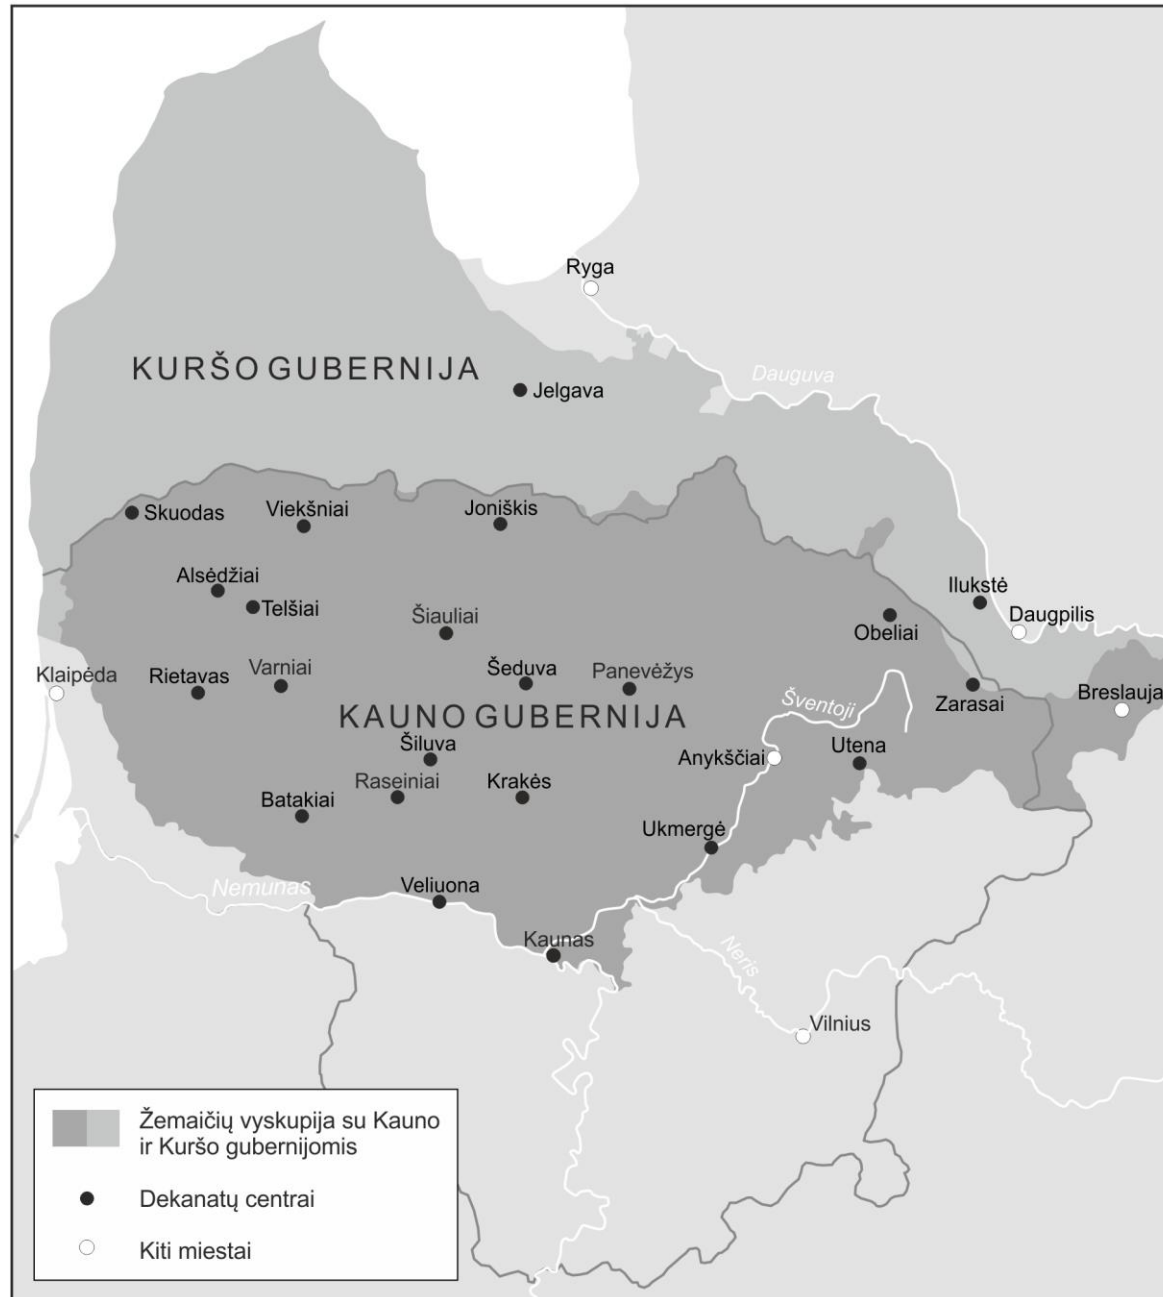 Ryga
KURŠO GUBERNIJA
Dauguva
Jelgava
Skuodas
Viekšniai
Joniškis
Alsėdžiai
Telšiai
Šiauliai
Ilukstė
Daugpilis
Obeliai
Klaipėda
Rietavas
Varniai
Šeduva
Panevėžys
Zarasai
Breslauja
Šventoji
KAUNO GUBERNIJA
Šiluva
Anykščiai
Utena
Raseiniai
Krakės
Batakiai
Ukmergė
Nemunas
Veliuona
Kaunas
Neris
Vilnius
Žemaičių vyskupija su Kauno
ir Kuršo gubernijomis
Dekanatų centrai
Kiti miestai